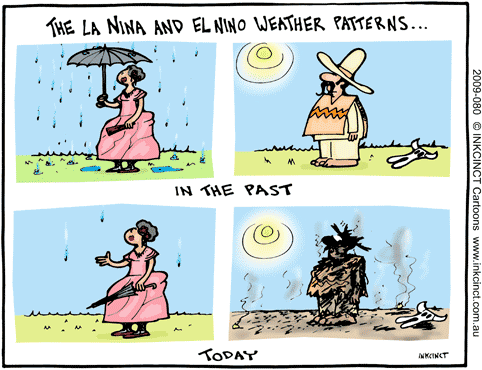 THE LA NINA AND EL NINO WEATHER PATTERNS...
IN THE PAST
TODAY
INKCINCT
2009-080 © INKCINCT Cartoons www.inkcinct.com.au